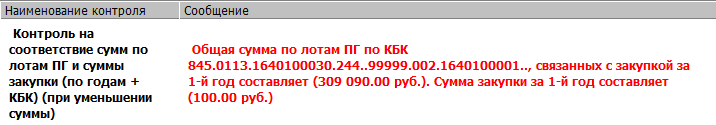 Наименование контроля Сообщение
Контроль на
соответствие сумм по
лотам ПГ и суммы
закупки (по годам +
КБК) (при уменьшении
суммы)
Общая сумма по лотам ПГ по КБК
845.0113.1640100030.244..99999.002.1640100001.., связанных с закупкой за
1-й год составляет (309 090.00 руб.). Сумма закупки за 1-й год составляет
(100.00 руб.)